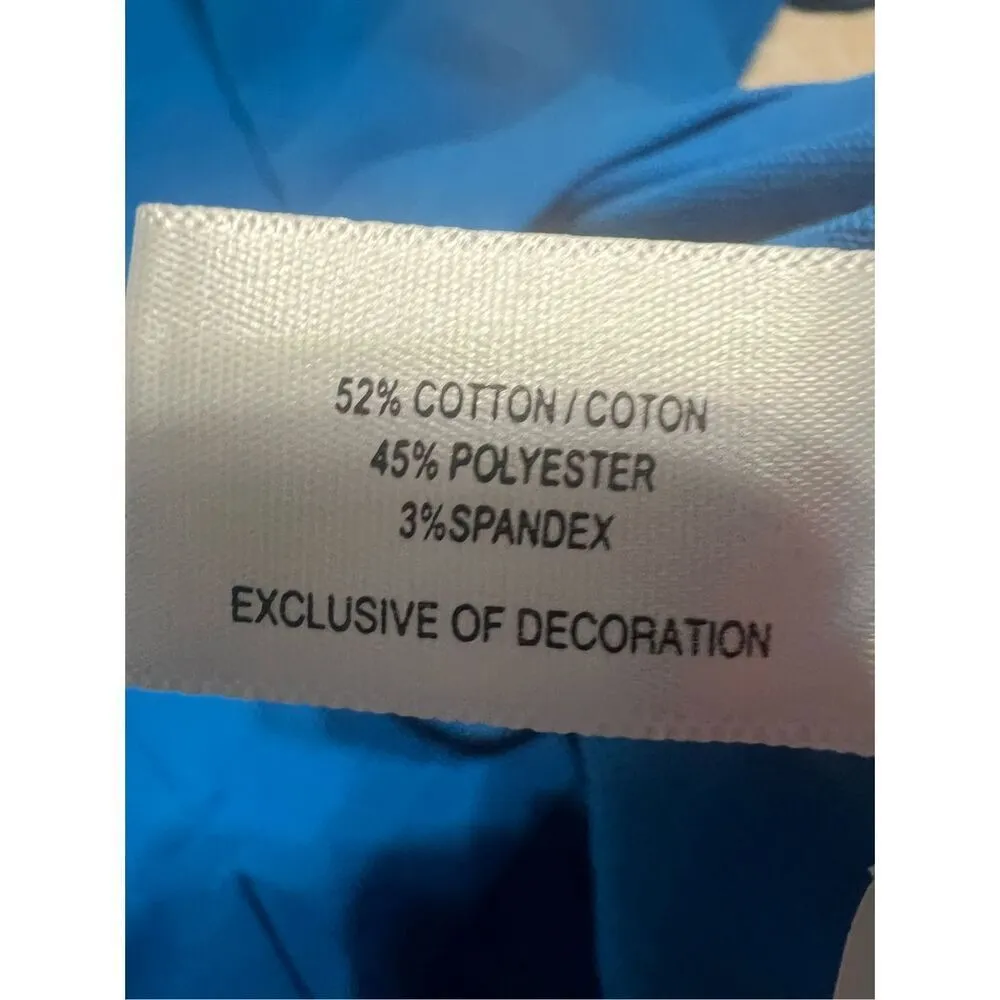 52% COTTON / COTON
45% POLYESTER
3%SPANDEX
EXCLUSIVE OF DECORATION